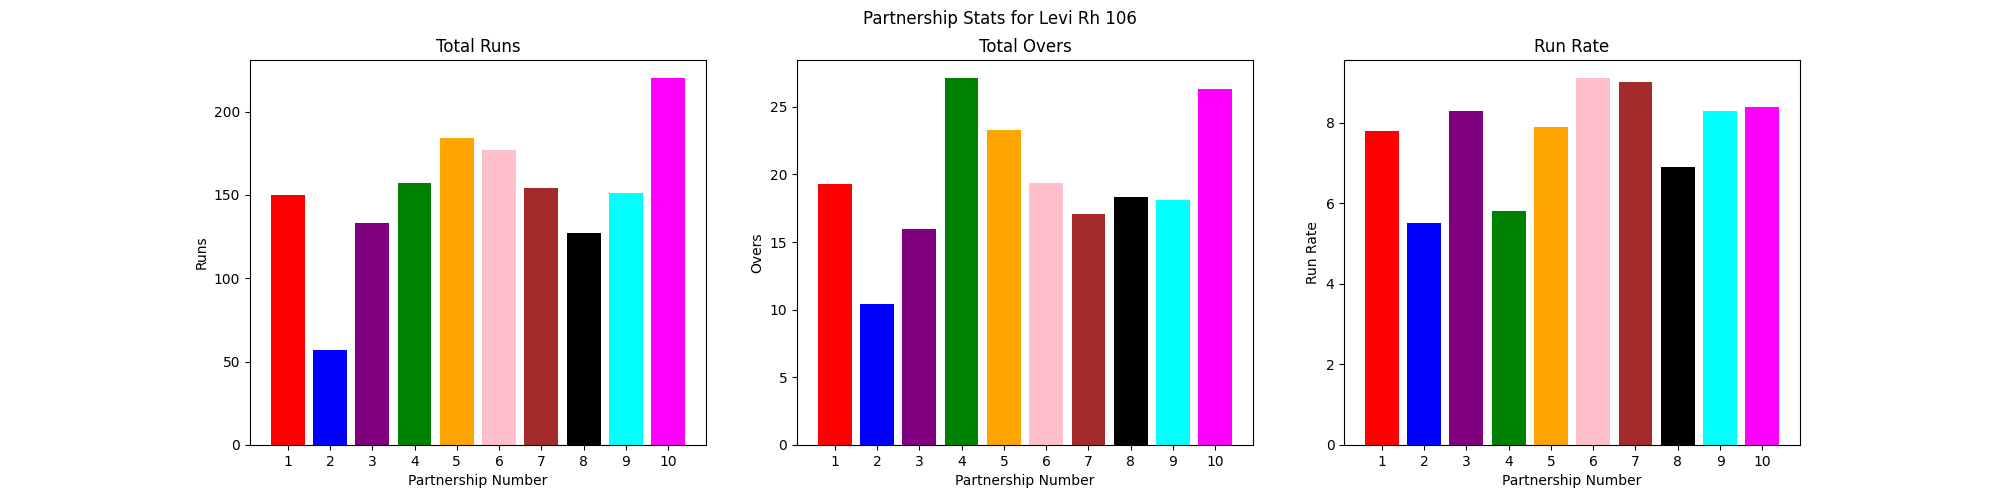 Partnership Stats for Levi Rh 106
Total Runs
Runs
200
150
100
50
0
1 2 3 4 5 6 7 8 9 10
Partnership Number
Total Overs
Overs
25
20
15
10
5
0
1 2 3 4 5 6 7 8 9 10
Partnership Number
Run Rate
Run Rate
8
6
4
2
0
1 2 3 4 5 6 7 8 9 10
Partnership Number